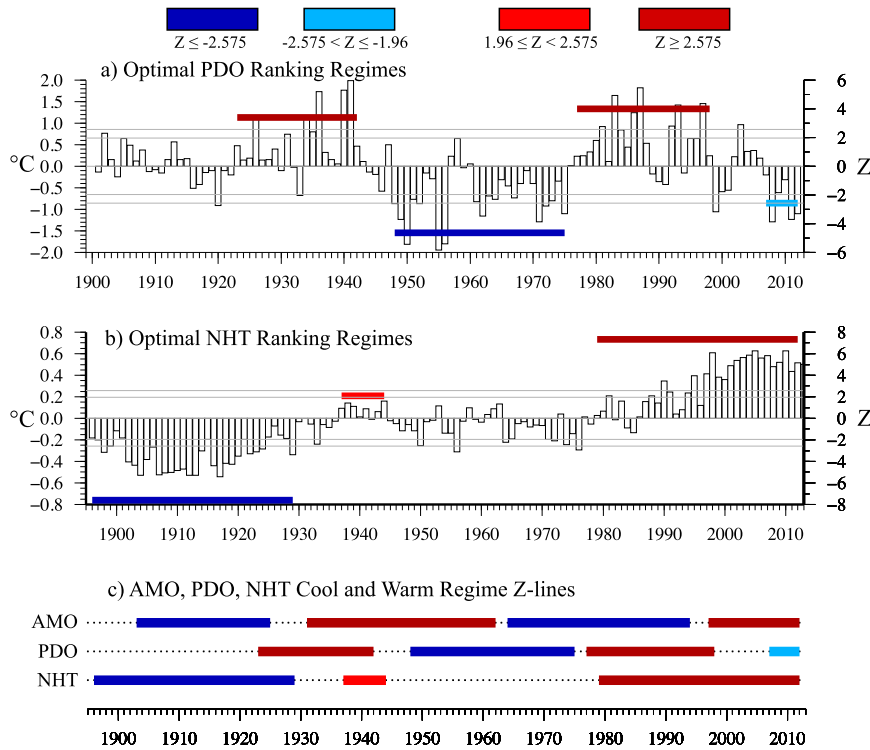 Z ≤ -2.575 -2.575 < Z ≤ -1.96 1.96 ≤ Z < 2.575 Z ≥ 2.575
a) Optimal PDO Ranking Regimes
2.0 6
1.5 4
1.0
0.5 2
°C 0.0 0 Z
−0.5 −2
−1.0
−1.5 −4
−2.0 −6
1900 1910 1920 1930 1940 1950 1960 1970 1980 1990 2000 2010
b) Optimal NHT Ranking Regimes
0.8 8
0.6 6
0.4 4
0.2 2
°C 0.0 0 Z
−0.2 −2
−0.4 −4
−0.6 −6
−0.8 −8
1900 1910 1920 1930 1940 1950 1960 1970 1980 1990 2000 2010
c) AMO, PDO, NHT Cool and Warm Regime Z-lines
AMO
PDO
NHT
1900 1910 1920 1930 1940 1950 1960 1970 1980 1990 2000 2010